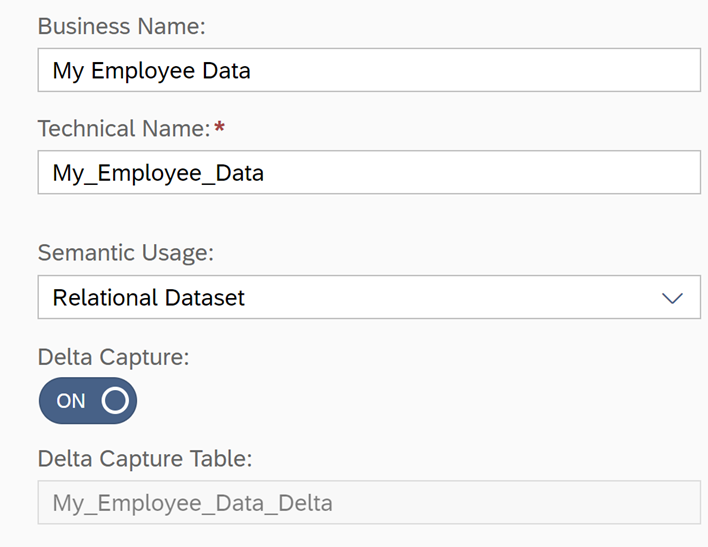 Business Name:
My Employee Data
Technical Name:*
My_Employee_Data
Semantic Usage:
Relational Dataset
Delta Capture:
ON
Delta Capture Table:
My_Employee_Data_Delta